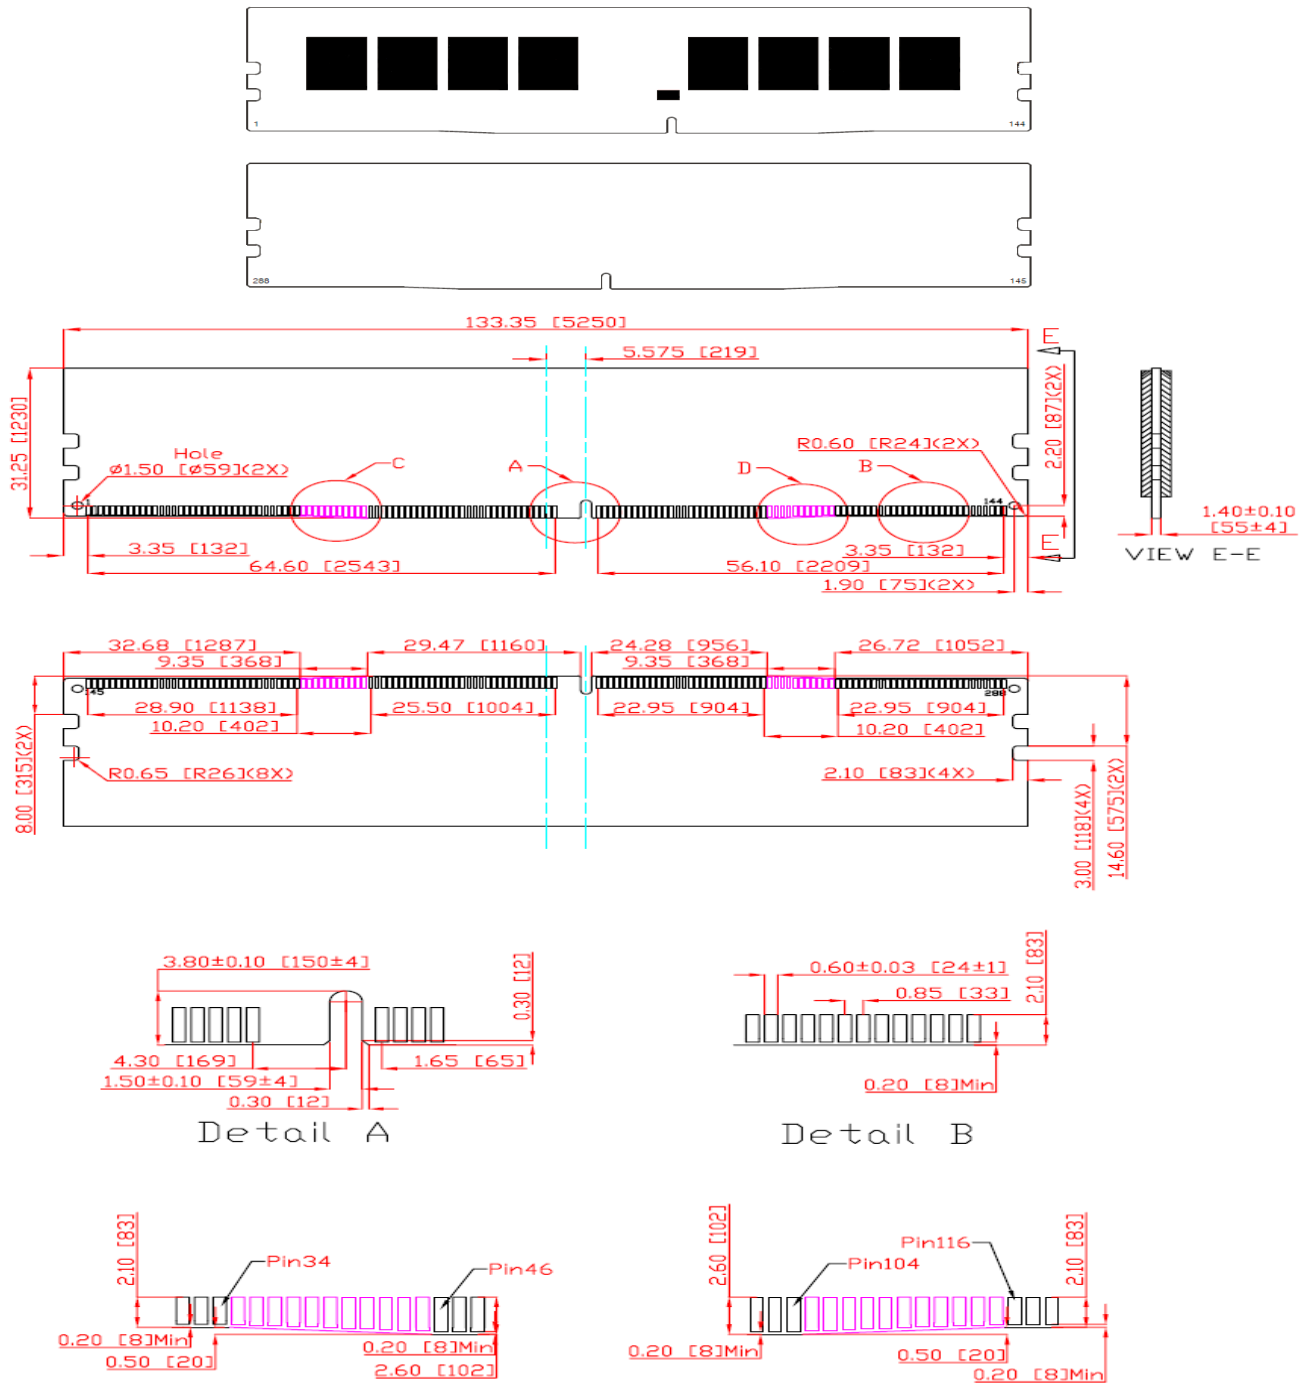 1
144
288
145
133.35 [5250]
5.575 [219]
E
31.25 [1230]
2.20 [87](2X)
Hole
ø1.50 [ø59](2X)
C
A
D
B
R0.60 [R24](2X)
1
144
1.40±0.10
[55±4]
VIEW E-E
3.35 [132]
3.35 [132]
E
64.60 [2543]
56.10 [2209]
1.90 [75](2X)
32.68 [1287]
29.47 [1160]
24.28 [956]
26.72 [1052]
9.35 [368]
9.35 [368]
145
288
28.90 [1138]
25.50 [1004]
22.95 [904]
22.95 [904]
10.20 [402]
10.20 [402]
8.00 [315](2X)
R0.65 [R26](8X)
2.10 [83](4X)
3.00 [118](4X)
14.60 [575](2X)
3.80±0.10 [150±4]
0.30 [12]
4.30 [169]
1.65 [65]
1.50±0.10 [59±4]
0.30 [12]
Detail A
0.60±0.03 [24±1]
2.10 [83]
0.85 [33]
0.20 [8]Min
Detail B
2.10 [83]
Pin34
Pin46
0.20 [8]Min
0.50 [20]
0.20 [8]Min
2.60 [102]
2.60 [102]
Pin116
Pin104
2.10 [83]
0.20 [8]Min
0.50 [20]
0.20 [8]Min